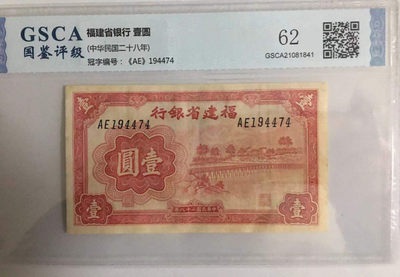 GSCA
国鉴评级
福建省银行 壹圆
(中华民国二十八年)
冠字编号:《AE》194474
62
GSCA21081841
行銀省建福
AE194474
AE194474
圓壹
壹
壹
壹
壹